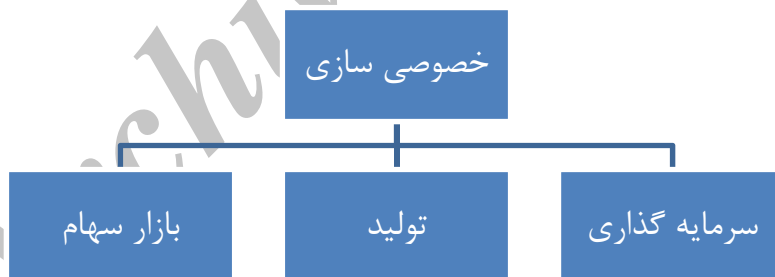 خصوصی سازی
سرمایه گذاری
تولید
بازار سهام